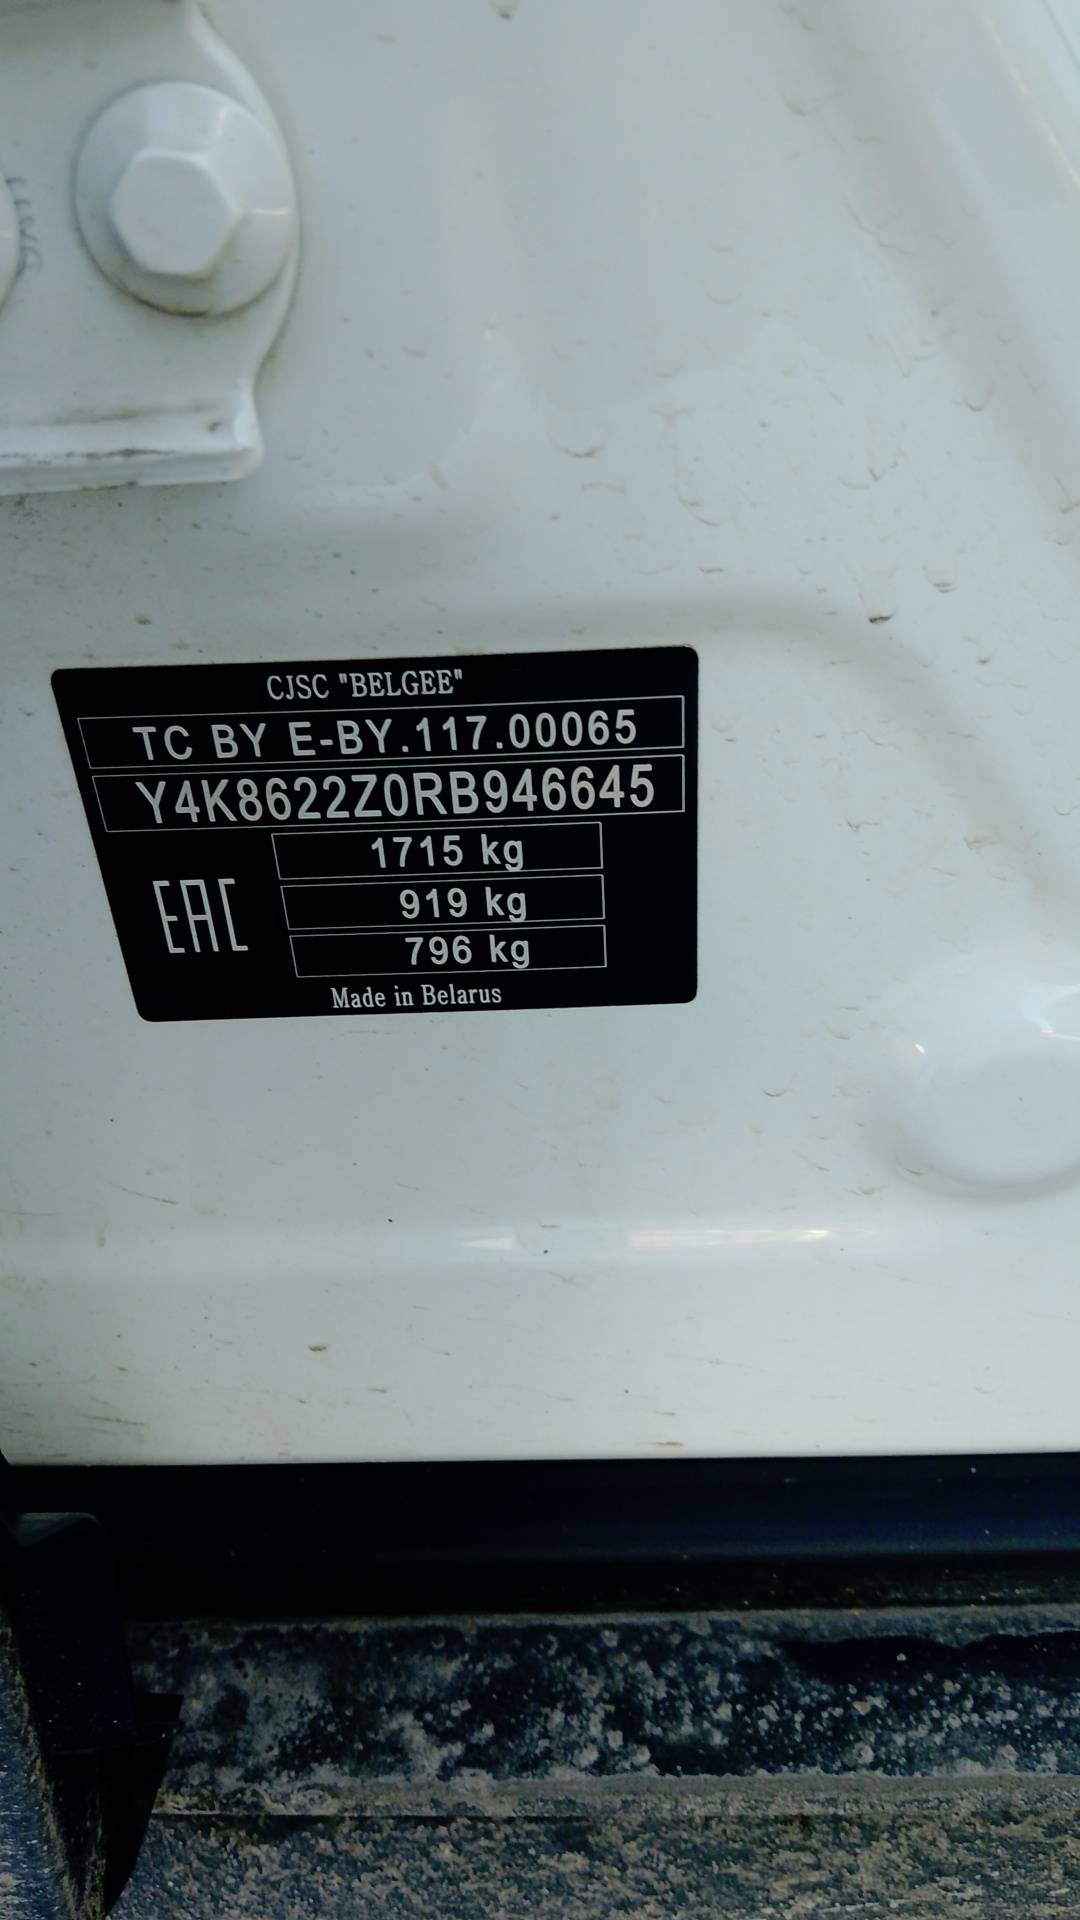 CJSC "BELGEE"
TC BY E-BY.117.00065
Y4K8622Z0RB946645
1715 kg
919 kg
EAC
796 kg
Made in Belarus